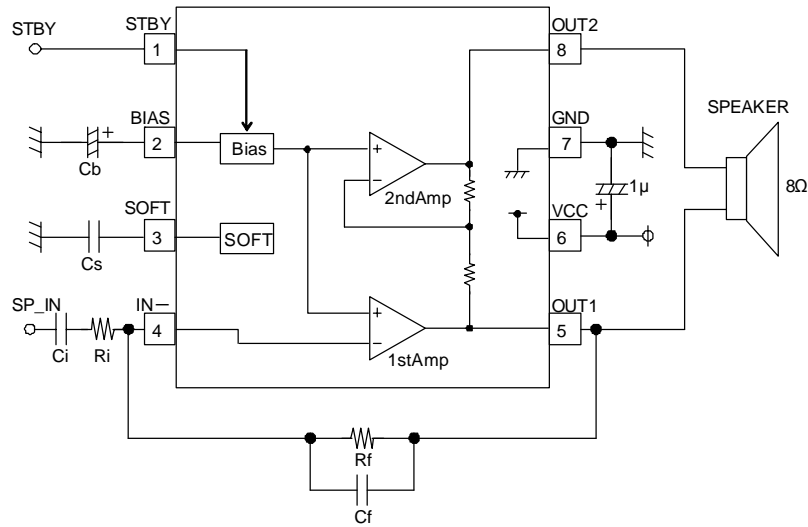 STBY
STBY
1
OUT2
8
BIAS
+
2
Cb
Bias
+
−
2ndAmp
GND
7
1μ
+
VCC
6
SPEAKER
8Ω
SOFT
3
Cs
SOFT
SP_IN
Ci
Ri
IN−
4
+
−
1stAmp
OUT1
5
Rf
Cf